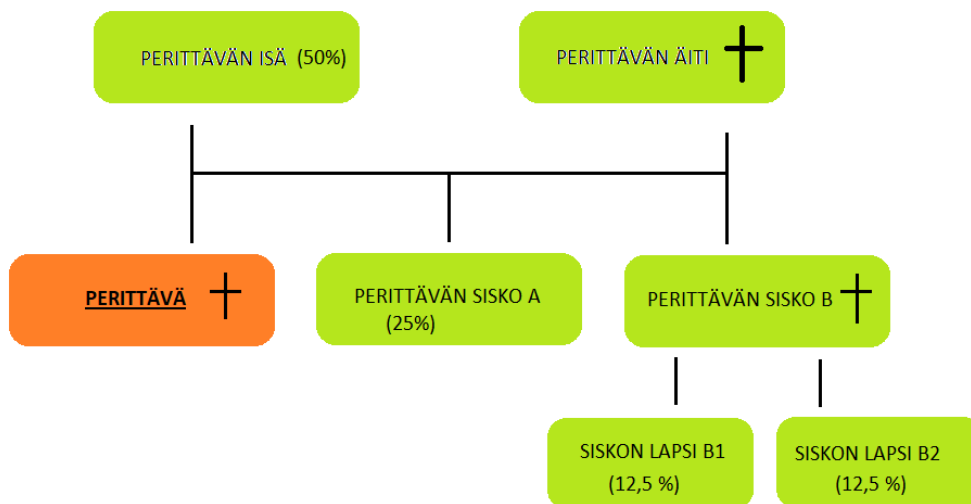 PERITTÄVÄN ISÄ (50%)
PERITTÄVÄN ÄITI
PERITTÄVÄ
PERITTÄVÄN SISKO A
(25%)
PERITTÄVÄN SISKO B
SISKON LAPSI B1
(12,5 %)
SISKON LAPSI B2
(12,5 %)